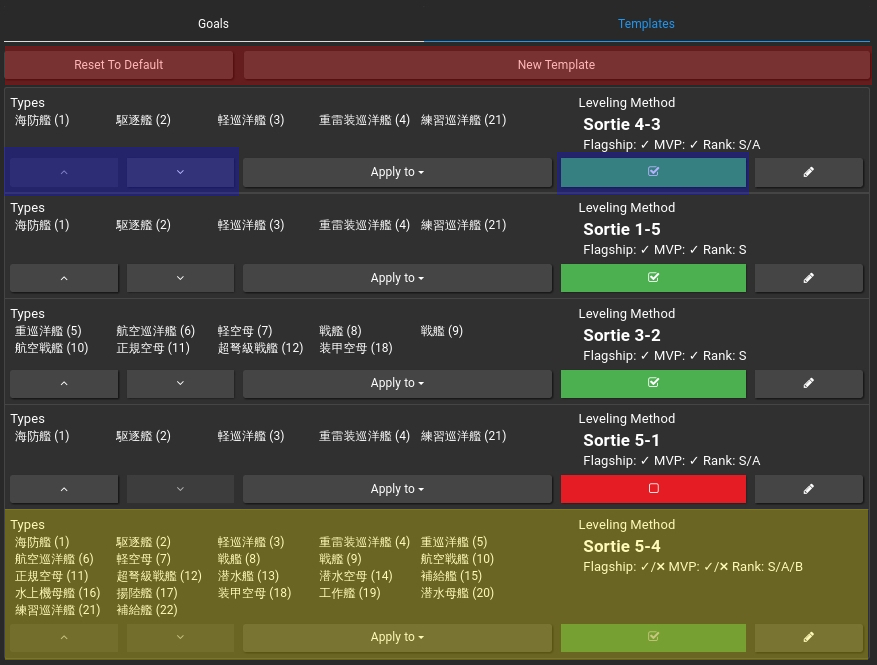 Goals Templates
Reset To Default New Template
Types Leveling Method
海防艦 (1) 駆逐艦 (2) 軽巡洋艦 (3) 重雷装巡洋艦 (4) 練習巡洋艦 (21)
Sortie 4-3
Flagship: ✓ MVP: ✓ Rank: S/A
Apply to
Types Leveling Method
海防艦 (1) 駆逐艦 (2) 軽巡洋艦 (3) 重雷装巡洋艦 (4) 練習巡洋艦 (21)
Sortie 1-5
Flagship: ✓ MVP: ✓ Rank: S
Apply to
Types Leveling Method
重巡洋艦 (5) 航空巡洋艦 (6) 軽空母 (7) 戦艦 (8) 戦艦 (9)
Sortie 3-2
航空戦艦 (10) 正規空母 (11) 超弩級戦艦 (12) 装甲空母 (18)
Flagship: ✓ MVP: ✓ Rank: S
Apply to
Types Leveling Method
海防艦 (1) 駆逐艦 (2) 軽巡洋艦 (3) 重雷装巡洋艦 (4) 練習巡洋艦 (21)
Sortie 5-1
Flagship: ✓ MVP: ✓ Rank: S/A
Apply to
Types Leveling Method
海防艦 (1) 駆逐艦 (2) 軽巡洋艦 (3) 重雷装巡洋艦 (4) 重巡洋艦 (5)
Sortie 5-4
航空巡洋艦 (6) 軽空母 (7) 戦艦 (8) 戦艦 (9) 航空戦艦 (10)
Flagship: ✓/✕ MVP: ✓/✕ Rank: S/A/B
正規空母 (11) 超弩級戦艦 (12) 潜水艦 (13) 潜水空母 (14) 補給艦 (15)
水上機母艦 (16) 揚陸艦 (17) 装甲空母 (18) 工作艦 (19) 潜水母艦 (20)
練習巡洋艦 (21) 補給艦 (22)
Apply to